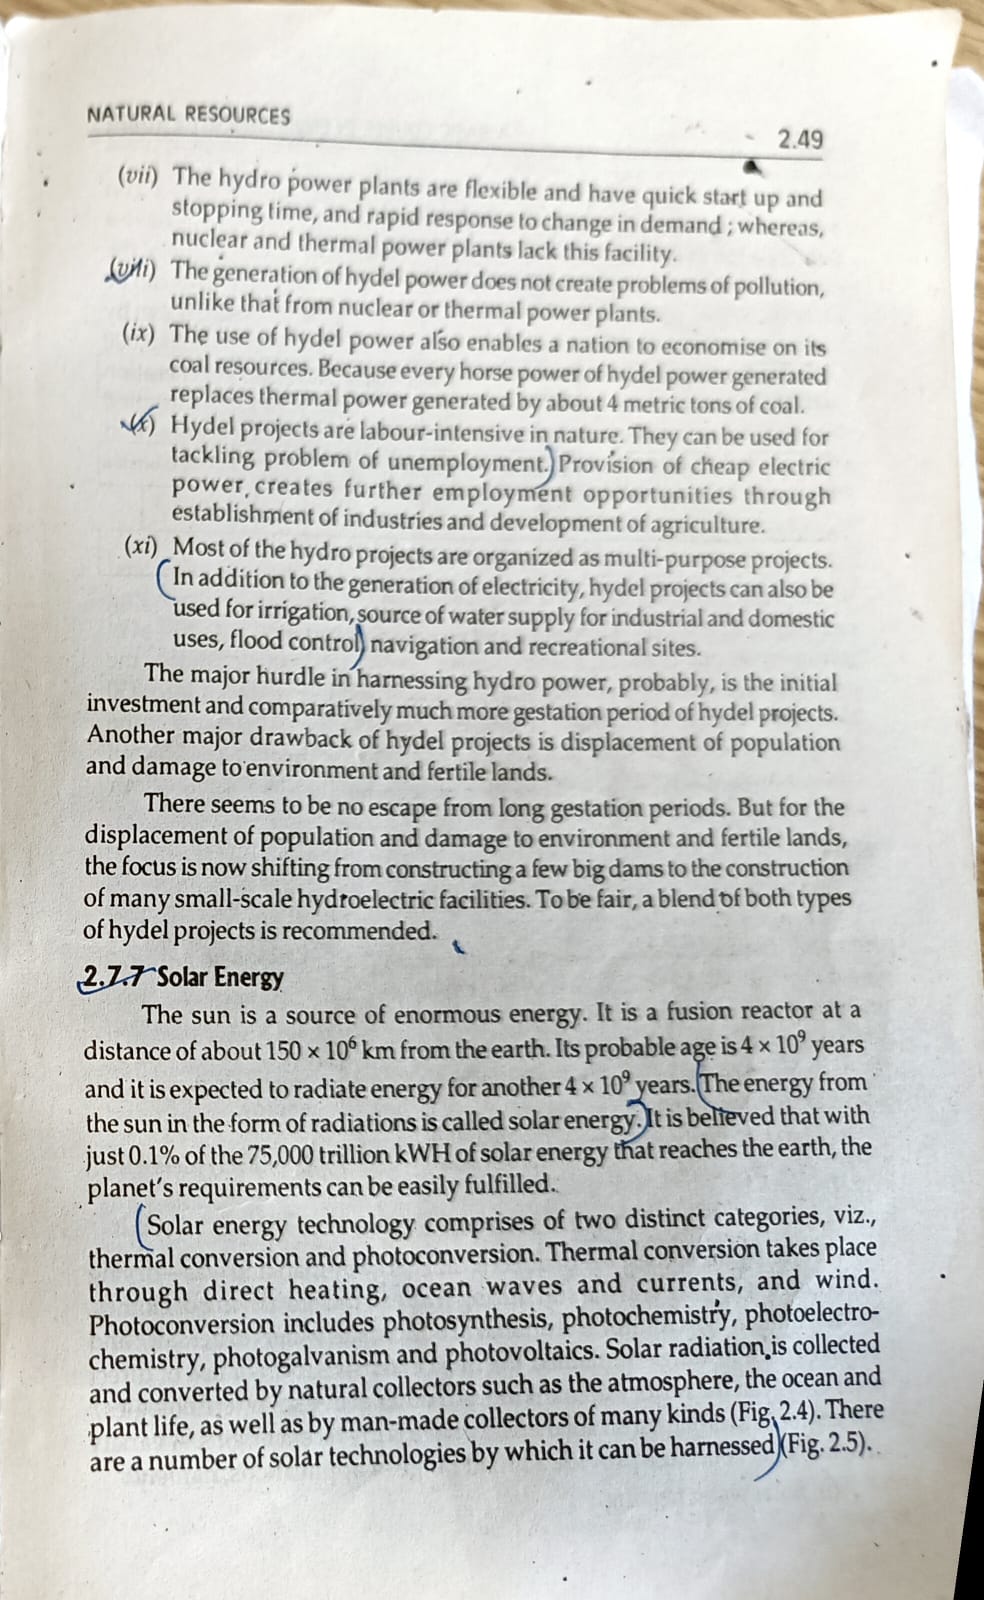 NATURAL RESOURCES
2.49
(vii) The hydro power plants are flexible and have quick start up and
stopping time, and rapid response to change in demand ; whereas,
nuclear and thermal power plants lack this facility.
(viii) The generation of hydel power does not create problems of pollution,
unlike that from nuclear or thermal power plants.
(ix) The use of hydel power also enables a nation to economise on its
coal resources. Because every horse power of hydel power generated
replaces thermal power generated by about 4 metric tons of coal.
(x) Hydel projects are labour-intensive in nature. They can be used for
tackling problem of unemployment. Provision of cheap electric
power, creates further employment opportunities through
establishment of industries and development of agriculture.
(xi) Most of the hydro projects are organized as multi-purpose projects.
In addition to the generation of electricity, hydel projects can also be
used for irrigation, source of water supply for industrial and domestic
uses, flood control, navigation and recreational sites.
The major hurdle in harnessing hydro power, probably, is the initial
investment and comparatively much more gestation period of hydel projects.
Another major drawback of hydel projects is displacement of population
and damage to environment and fertile lands.
There seems to be no escape from long gestation periods. But for the
displacement of population and damage to environment and fertile lands,
the focus is now shifting from constructing a few big dams to the construction
of many small-scale hydroelectric facilities. To be fair, a blend of both types
of hydel projects is recommended.
2.7.7 Solar Energy
The sun is a source of enormous energy. It is a fusion reactor at a
distance of about 150 × 10⁶ km from the earth. Its probable age is 4 × 10⁹ years
and it is expected to radiate energy for another 4 × 10⁹ years. The energy from
the sun in the form of radiations is called solar energy. It is believed that with
just 0.1% of the 75,000 trillion kWH of solar energy that reaches the earth, the
planet's requirements can be easily fulfilled.
Solar energy technology comprises of two distinct categories, viz.,
thermal conversion and photoconversion. Thermal conversion takes place
through direct heating, ocean waves and currents, and wind.
Photoconversion includes photosynthesis, photochemistry, photoelectro-
chemistry, photogalvanism and photovoltaics. Solar radiation is collected
and converted by natural collectors such as the atmosphere, the ocean and
plant life, as well as by man-made collectors of many kinds (Fig. 2.4). There
are a number of solar technologies by which it can be harnessed (Fig. 2.5).